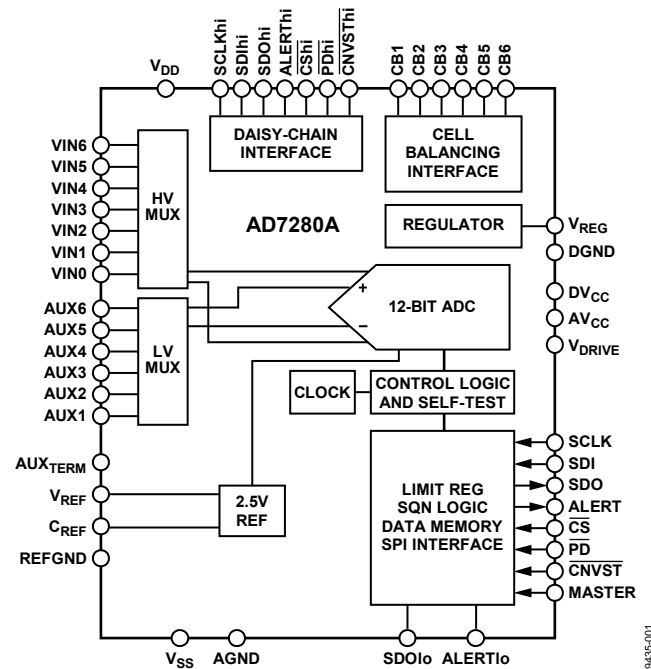 SCLKhi
SDIhi
SDOhi
ALERThi
CShi
PDhi
CNVSThi
CB1
CB2
CB3
CB4
CB5
CB6
VDD
DAISY-CHAIN
INTERFACE
CELL
BALANCING
INTERFACE
VIN6
VIN5
VIN4
VIN3
VIN2
VIN1
VIN0
HV
MUX
AD7280A
REGULATOR
VREG
DGND
DVCC
AVCC
VDRIVE
AUX6
AUX5
AUX4
AUX3
AUX2
AUX1
LV
MUX
+
–
12-BIT ADC
CLOCK
CONTROL LOGIC
AND SELF-TEST
AUXTERM
VREF
CREF
REFGND
2.5V
REF
LIMIT REG
SQN LOGIC
DATA MEMORY
SPI INTERFACE
SCLK
SDI
SDO
ALERT
CS
PD
CNVST
MASTER
VSS
AGND
SDOlo
ALERTlo
9435-001